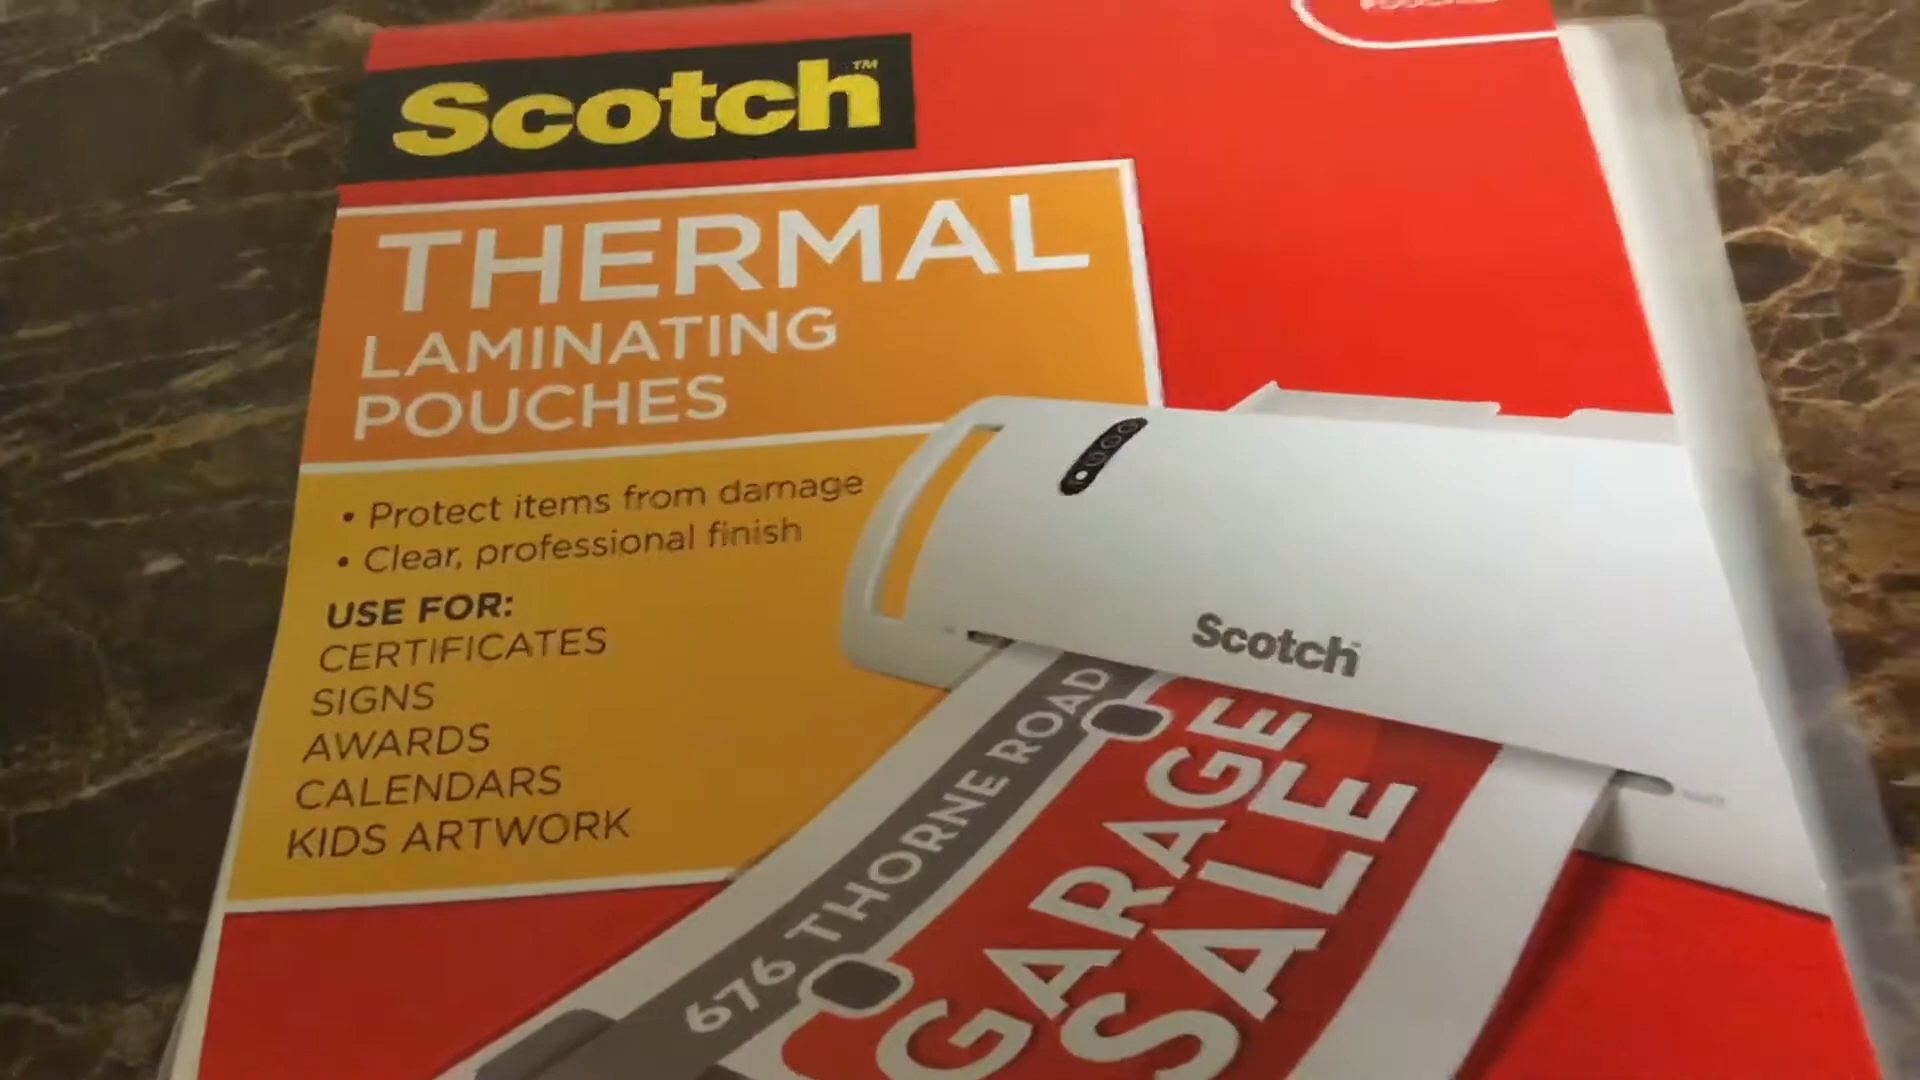 Scotch™
THERMAL
LAMINATING
POUCHES
• Protect items from damage
• Clear, professional finish
USE FOR:
CERTIFICATES
SIGNS
AWARDS
CALENDARS
KIDS ARTWORK
Scotch
676 THORNE ROAD
GARAGE
SALE